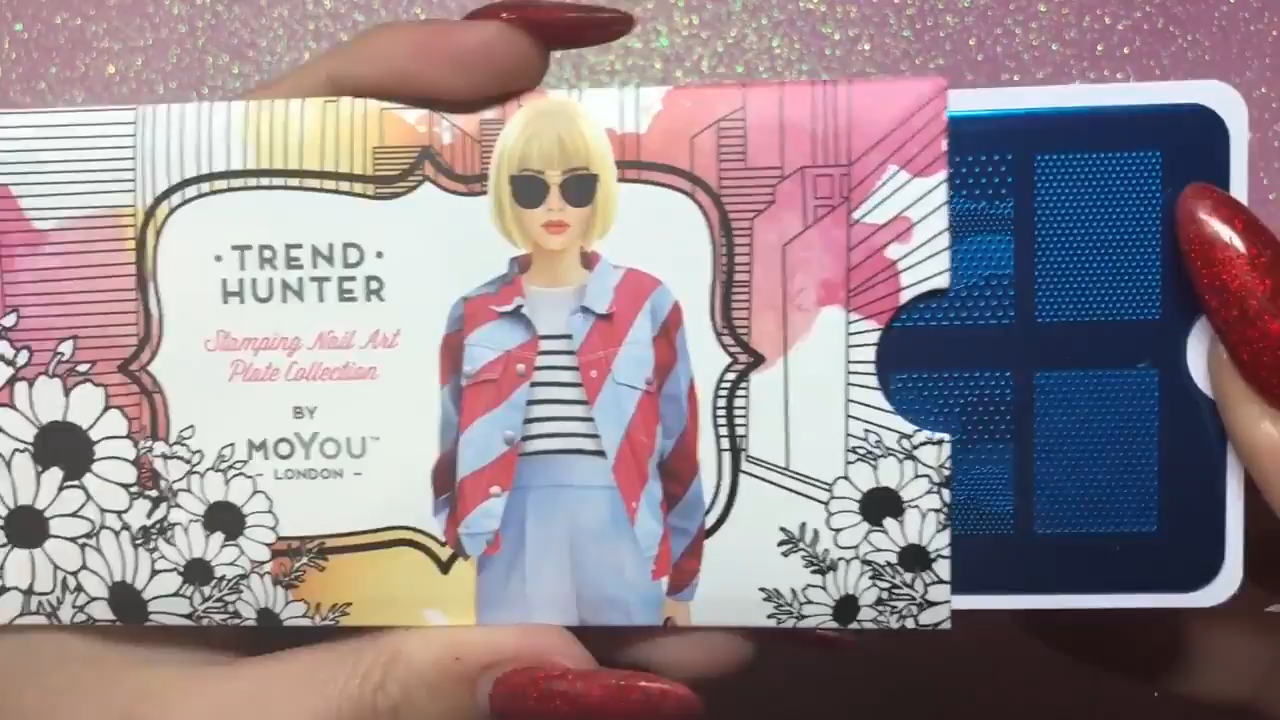 ·TREND·
HUNTER
Stamping Nail Art
Plate Collection
BY
MOYOU™
- LONDON -